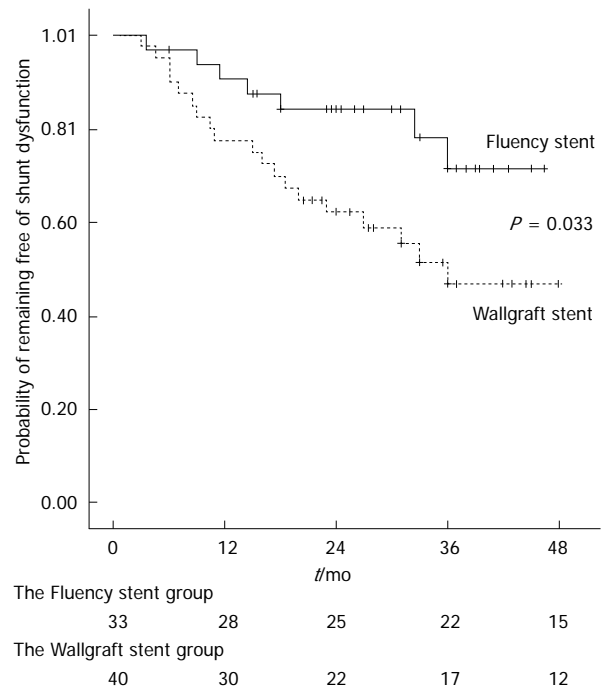 Probability of remaining free of shunt dysfunction
1.01
0.81
0.60
0.40
0.20
0.00
Fluency stent
P = 0.033
Wallgraft stent
0 12 24 36 48
t/mo
The Fluency stent group
33 28 25 22 15
The Wallgraft stent group
40 30 22 17 12